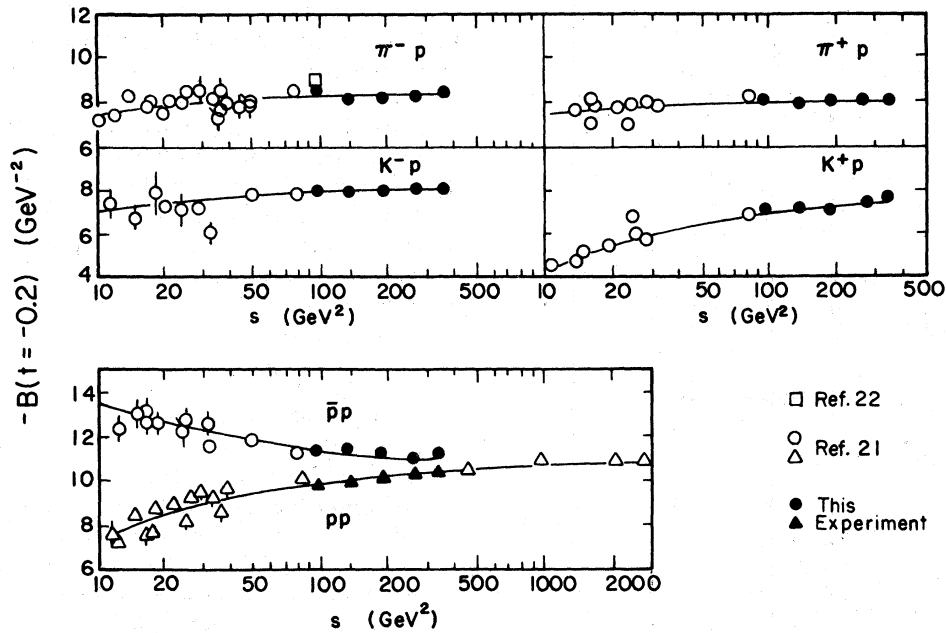 12
10
8
6
8
6
4
π⁻ p
π⁺ p
K⁻ p
K⁺ p
10 20 50 100 200 500
10 20 50 100 200 500
s (GeV²)
s (GeV²)
-B(t = -0.2) (GeV⁻²)
14
12
10
8
6
p̄p
pp
10 20 50 100 200 500 1000 2000
s (GeV²)
Ref. 22
Ref. 21
This
Experiment